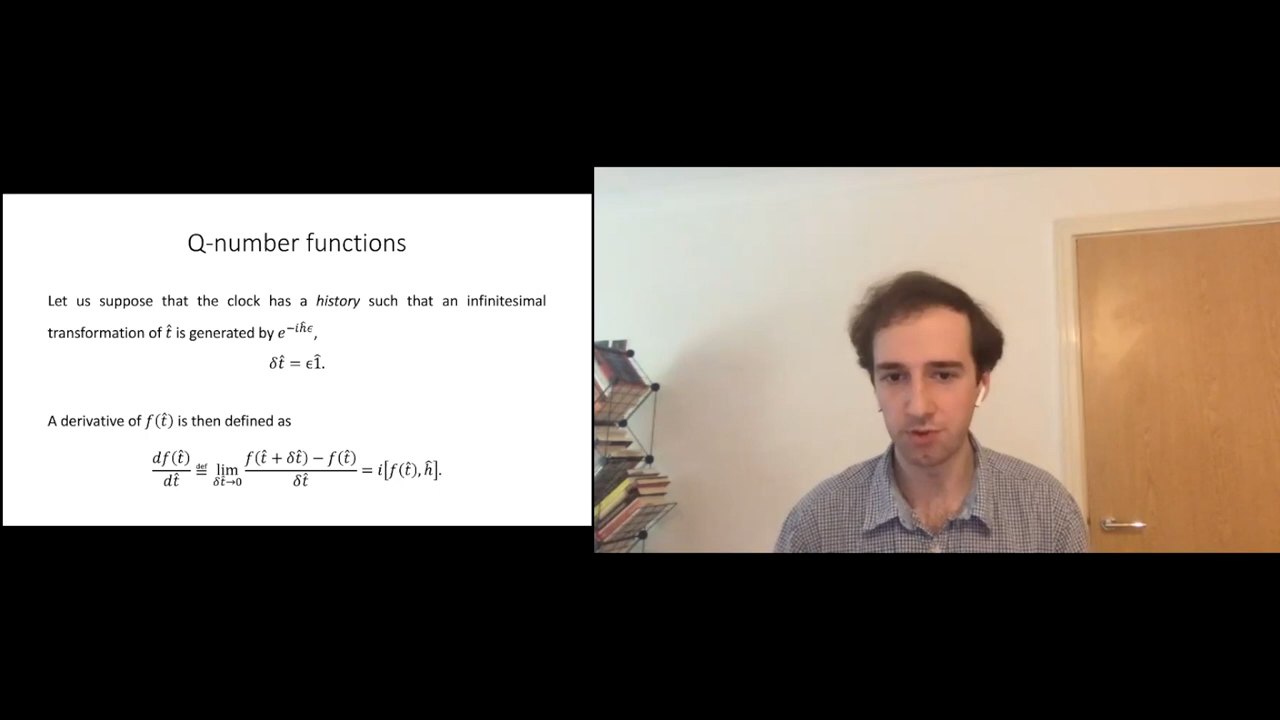 Q-number functions
Let us suppose that the clock has a history such that an infinitesimal
transformation of t̂ is generated by e^{−iĥϵ},
δt̂ = ϵ1̂.
A derivative of f(t̂) is then defined as
df(t̂)/dt̂ ≝ lim_{δt̂→0} (f(t̂ + δt̂) − f(t̂))/δt̂ = i[f(t̂), ĥ].